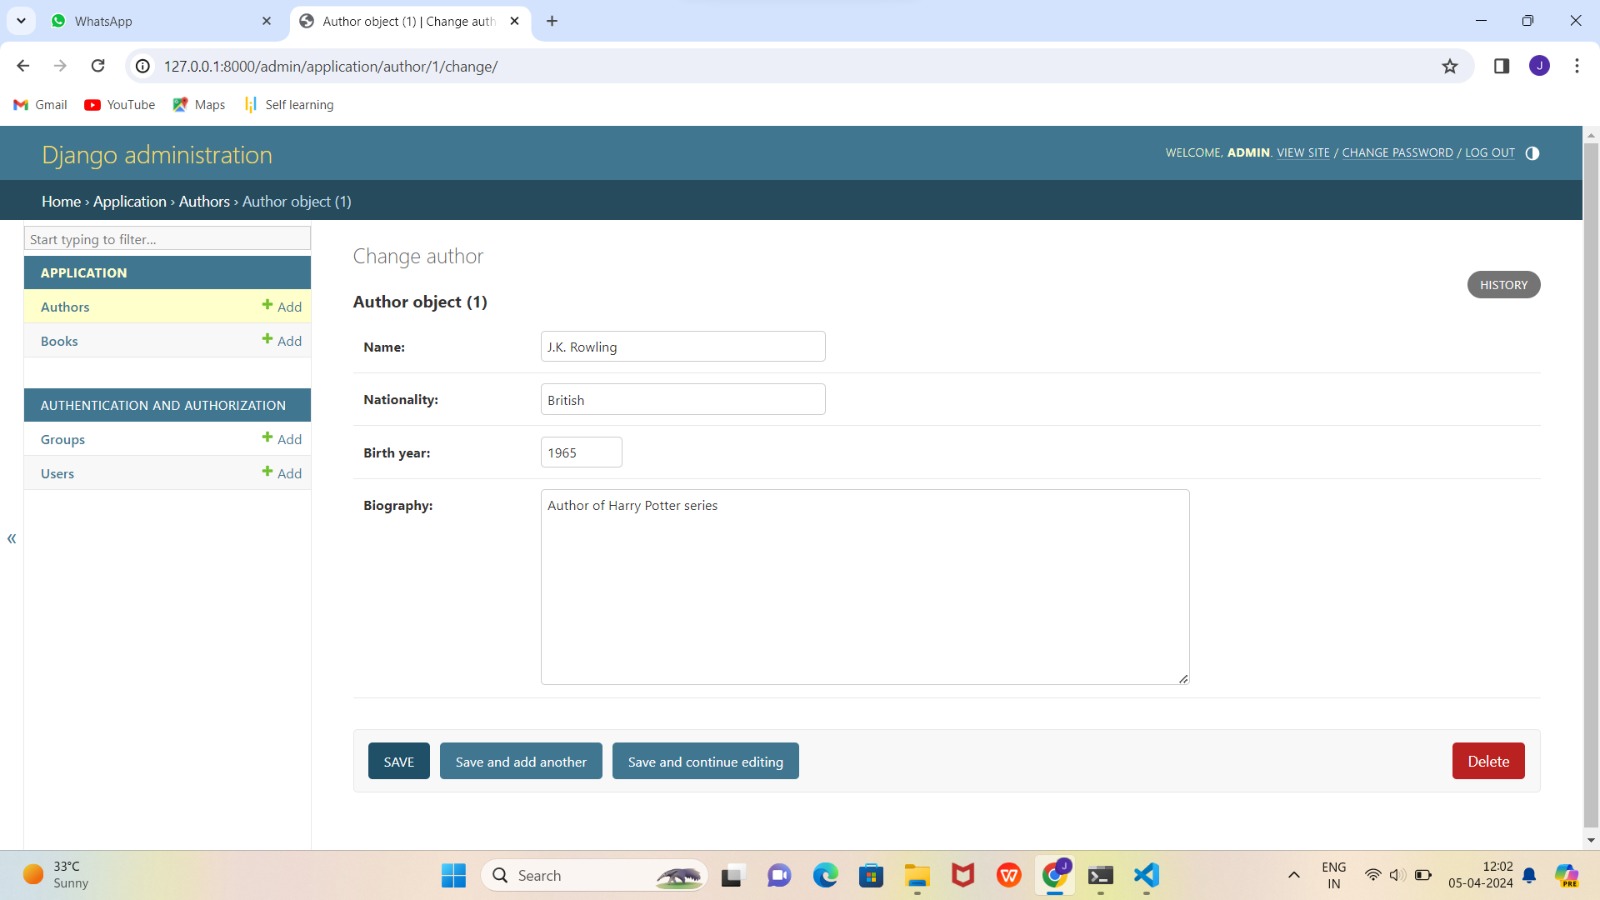 WhatsApp
Author object (1) | Change auth
127.0.0.1:8000/admin/application/author/1/change/
J
Gmail YouTube Maps Self learning
Django administration
WELCOME, ADMIN. VIEW SITE / CHANGE PASSWORD / LOG OUT
Home › Application › Authors › Author object (1)
Start typing to filter...
APPLICATION
Authors + Add
Books + Add
AUTHENTICATION AND AUTHORIZATION
Groups + Add
Users + Add
«
Change author
HISTORY
Author object (1)
Name: J.K. Rowling
Nationality: British
Birth year: 1965
Biography: Author of Harry Potter series
SAVE Save and add another Save and continue editing Delete
33°C
Sunny
Search
J
ENG
IN
12:02
05-04-2024
PRE